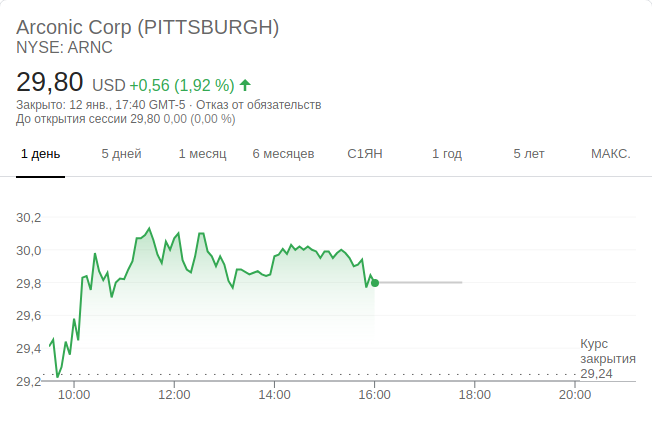 Arconic Corp (PITTSBURGH)
NYSE: ARNC
29,80 USD +0,56 (1,92 %)
Закрыто: 12 янв., 17:40 GMT-5 · Отказ от обязательств
До открытия сессии 29,80 0,00 (0,00 %)
1 день 5 дней 1 месяц 6 месяцев С1ЯН 1 год 5 лет МАКС.
30,2
30,0
29,8
29,6
29,4
29,2
Курс
закрытия
29,24
10:00 12:00 14:00 16:00 18:00 20:00